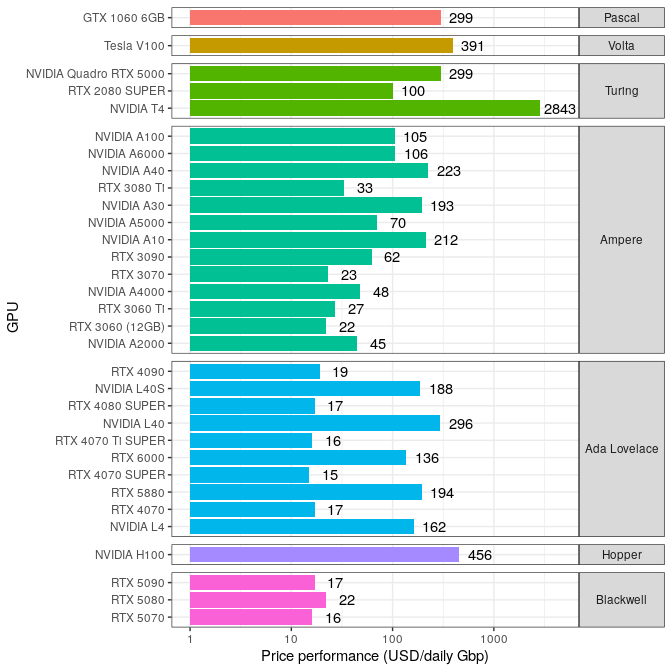 GTX 1060 6GB 299 Pascal
Tesla V100 391 Volta
NVIDIA Quadro RTX 5000 299
RTX 2080 SUPER 100 Turing
NVIDIA T4 2843
NVIDIA A100 105
NVIDIA A6000 106
NVIDIA A40 223
RTX 3080 TI 33
NVIDIA A30 193
NVIDIA A5000 70
NVIDIA A10 212 Ampere
RTX 3090 62
RTX 3070 23
NVIDIA A4000 48
RTX 3060 TI 27
RTX 3060 (12GB) 22
NVIDIA A2000 45
GPU
RTX 4090 19
NVIDIA L40S 188
RTX 4080 SUPER 17
NVIDIA L40 296
RTX 4070 TI SUPER 16 Ada Lovelace
RTX 6000 136
RTX 4070 SUPER 15
RTX 5880 194
RTX 4070 17
NVIDIA L4 162
NVIDIA H100 456 Hopper
RTX 5090 17
RTX 5080 22 Blackwell
RTX 5070 16
1 10 100 1000
Price performance (USD/daily Gbp)